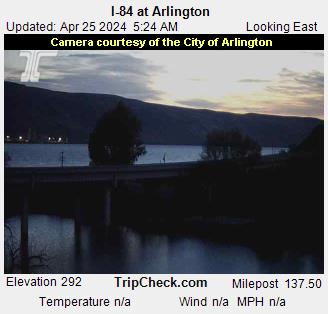 I-84 at Arlington
Updated: Apr 25 2024 5:24 AM Looking East
Camera courtesy of the City of Arlington
Elevation 292 TripCheck.com Milepost 137.50
Temperature n/a Wind n/a MPH n/a